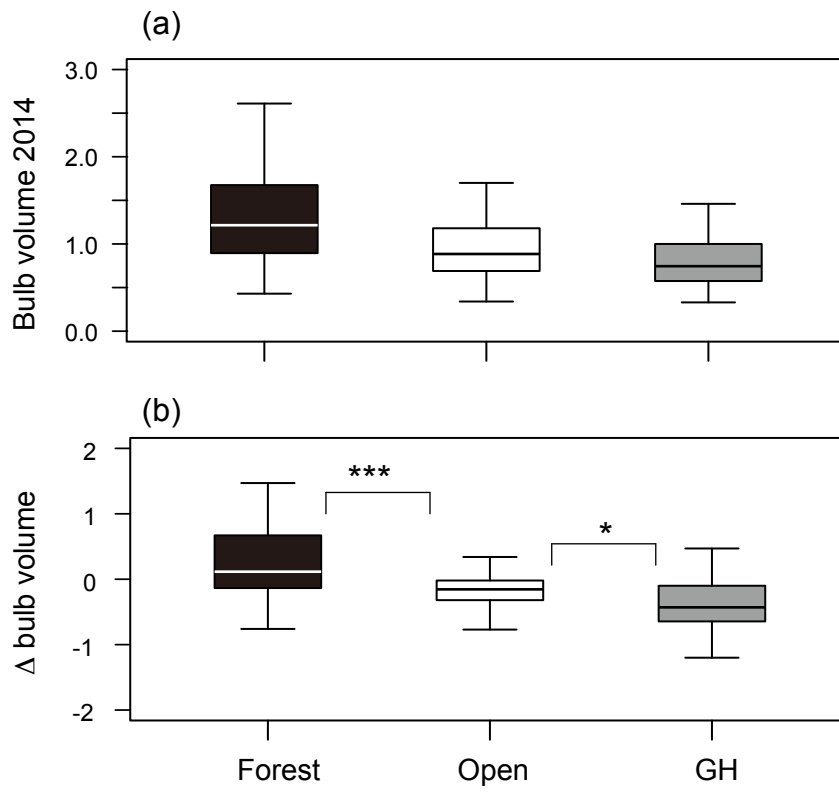 (a)
Bulb volume 2014
3.0
2.0
1.0
0.0
(b)
Δ bulb volume
2
1
0
-1
-2
***
*
Forest Open GH